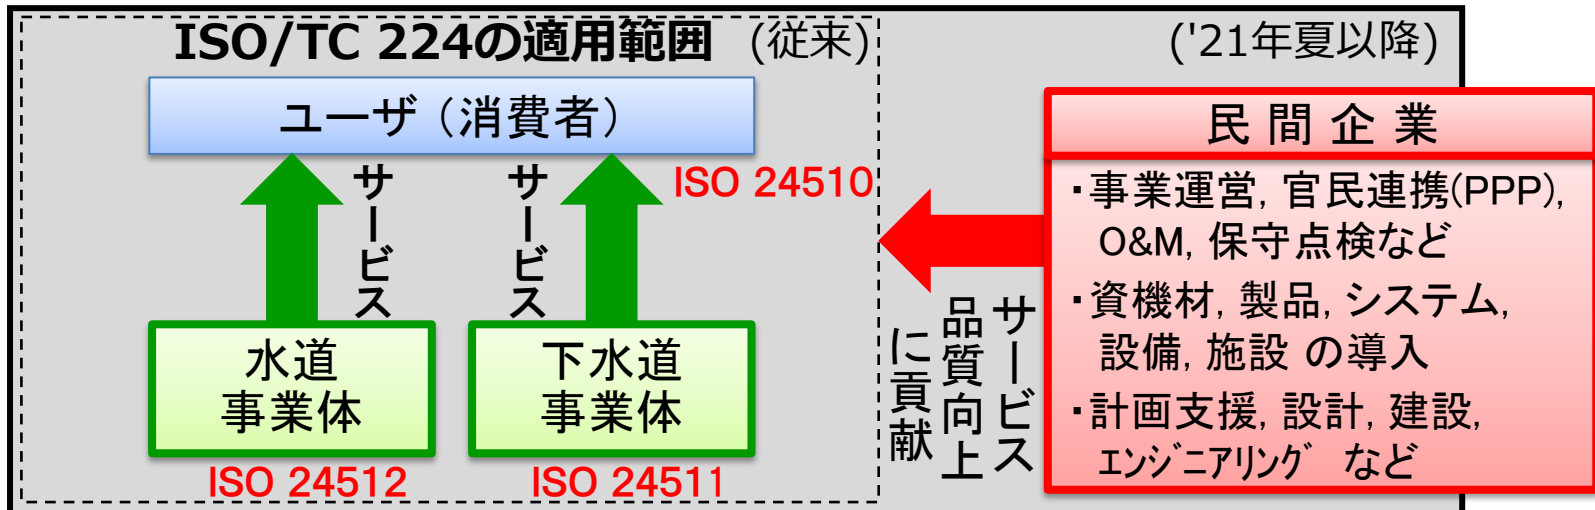 ISO/TC 224の適用範囲 (従来)
('21年夏以降)
ユーザ（消費者）
サービス
サービス
ISO 24510
水道
事業体
ISO 24512
下水道
事業体
ISO 24511
サービス
品質向上
に貢献
民間企業
・事業運営, 官民連携(PPP),
O&M, 保守点検など
・資機材, 製品, システム,
設備, 施設 の導入
・計画支援, 設計, 建設,
ｴﾝｼﾞﾆｱﾘﾝｸﾞ など